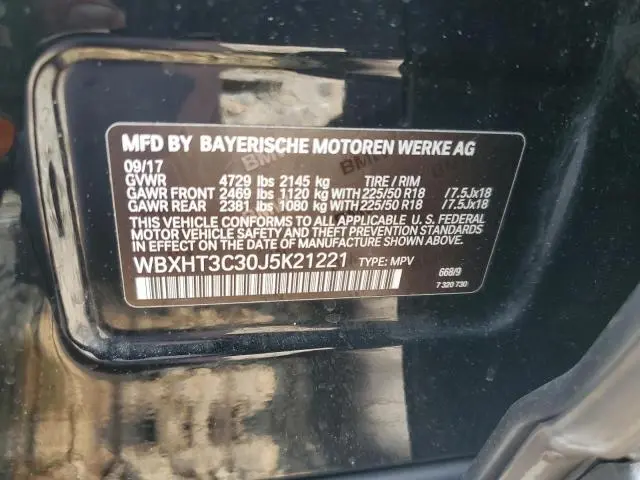 MFD BY BAYERISCHE MOTOREN WERKE AG
09/17
GVWR 4729 lbs 2145 kg TIRE / RIM
GAWR FRONT 2469 lbs 1120 kg WITH 225/50 R18 /7.5Jx18
GAWR REAR 2381 lbs 1080 kg WITH 225/50 R18 /7.5Jx18
THIS VEHICLE CONFORMS TO ALL APPLICABLE U. S. FEDERAL
MOTOR VEHICLE SAFETY AND THEFT PREVENTION STANDARDS
IN EFFECT ON THE DATE OF MANUFACTURE SHOWN ABOVE.
WBXHT3C30J5K21221 TYPE: MPV
668/9
7 320 730